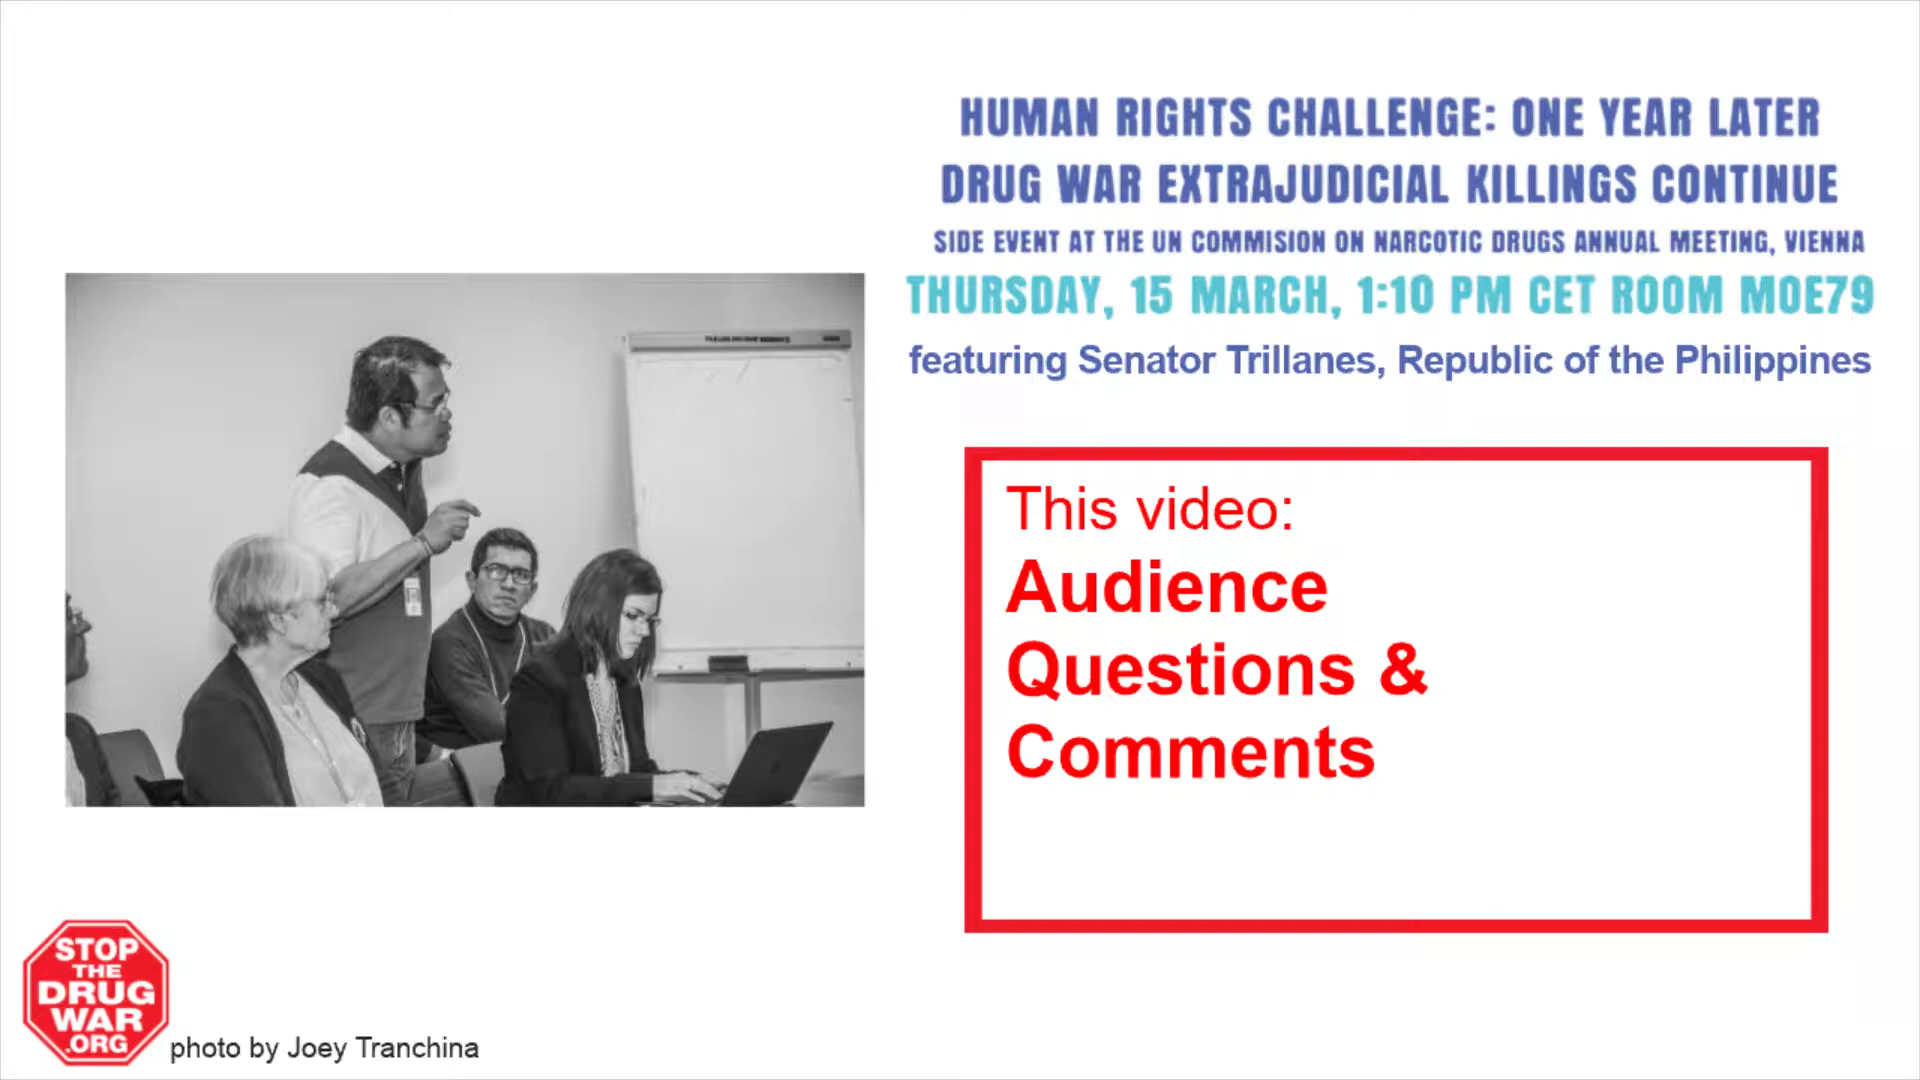 HUMAN RIGHTS CHALLENGE: ONE YEAR LATER
DRUG WAR EXTRAJUDICIAL KILLINGS CONTINUE
SIDE EVENT AT THE UN COMMISION ON NARCOTIC DRUGS ANNUAL MEETING, VIENNA
THURSDAY, 15 MARCH, 1:10 PM CET ROOM MOE79
featuring Senator Trillanes, Republic of the Philippines
This video:
Audience
Questions &
Comments
STOP
THE
DRUG
WAR
.ORG
photo by Joey Tranchina